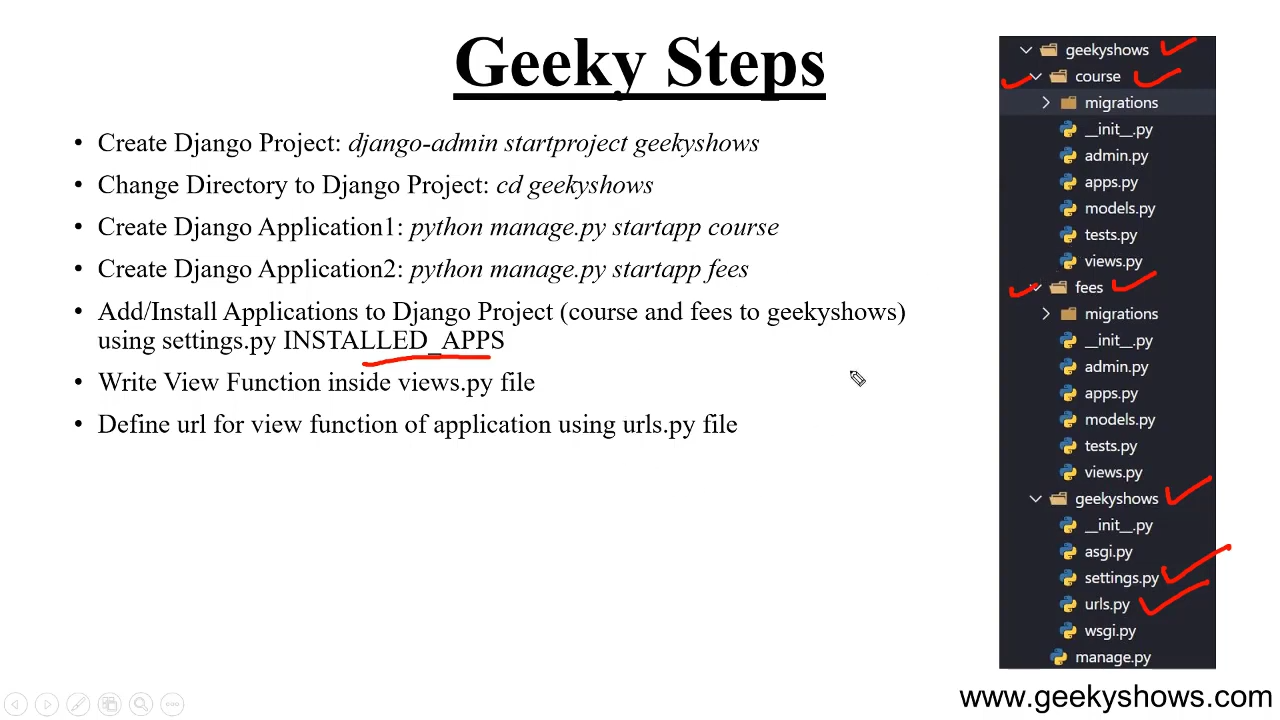 Geeky Steps
• Create Django Project: django-admin startproject geekyshows
• Change Directory to Django Project: cd geekyshows
• Create Django Application1: python manage.py startapp course
• Create Django Application2: python manage.py startapp fees
• Add/Install Applications to Django Project (course and fees to geekyshows)
using settings.py INSTALLED_APPS
• Write View Function inside views.py file
• Define url for view function of application using urls.py file
geekyshows
course
migrations
__init__.py
admin.py
apps.py
models.py
tests.py
views.py
fees
migrations
__init__.py
admin.py
apps.py
models.py
tests.py
views.py
geekyshows
__init__.py
asgi.py
settings.py
urls.py
wsgi.py
manage.py
www.geekyshows.com